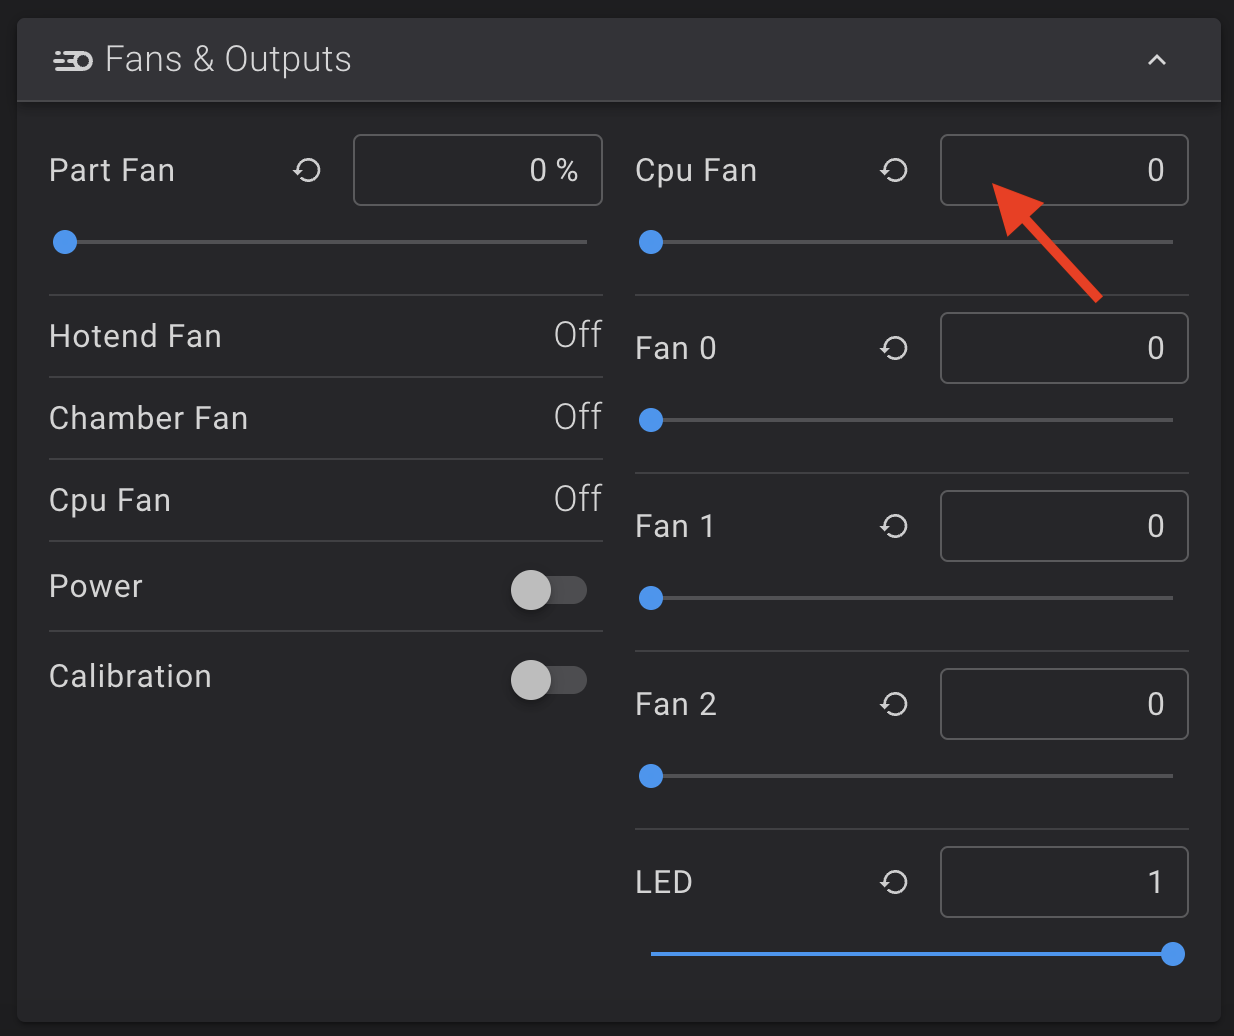 Fans & Outputs
Part Fan 0 %
Hotend Fan Off
Chamber Fan Off
Cpu Fan Off
Power
Calibration
Cpu Fan 0
Fan 0 0
Fan 1 0
Fan 2 0
LED 1